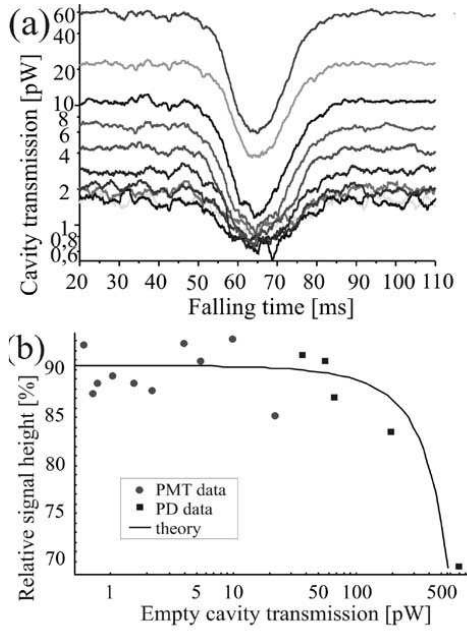 (a)
Cavity transmission [pW]
60
40
20
10
8
6
4
2
1
0,8
0,6
20 30 40 50 60 70 80 90 100 110
Falling time [ms]
(b)
Relative signal height [%]
90
85
80
75
70
PMT data
PD data
theory
1 5 10 50 100 500
Empty cavity transmission [pW]